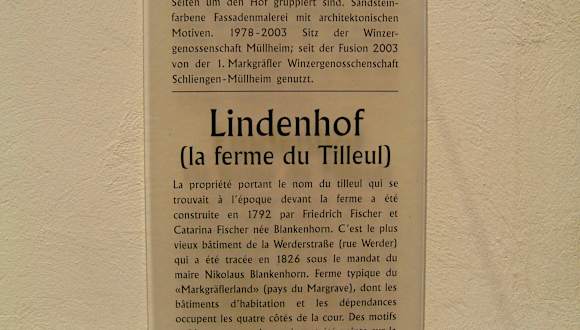 Seiten um den Hof gruppiert sind. Sandstein-
farbene Fassadenmalerei mit architektonischen
Motiven. 1978-2003 Sitz der Winzer-
genossenschaft Müllheim; seit der Fusion 2003
von der 1. Markgräfler Winzergenosschenschaft
Schliengen-Müllheim genutzt.
Lindenhof
(la ferme du Tilleul)
La propriété portant le nom du tilleul qui se
trouvait à l'époque devant la ferme a été
construite en 1792 par Friedrich Fischer et
Catarina Fischer née Blankenhorn. C'est le plus
vieux bâtiment de la Werderstraße (rue Werder)
qui a été tracée en 1826 sous le mandat du
maire Nikolaus Blankenhorn. Ferme typique du
«Markgräflerland» (pays du Margrave), dont les
bâtiments d'habitation et les dépendances
occupent les quatre côtés de la cour. Des motifs